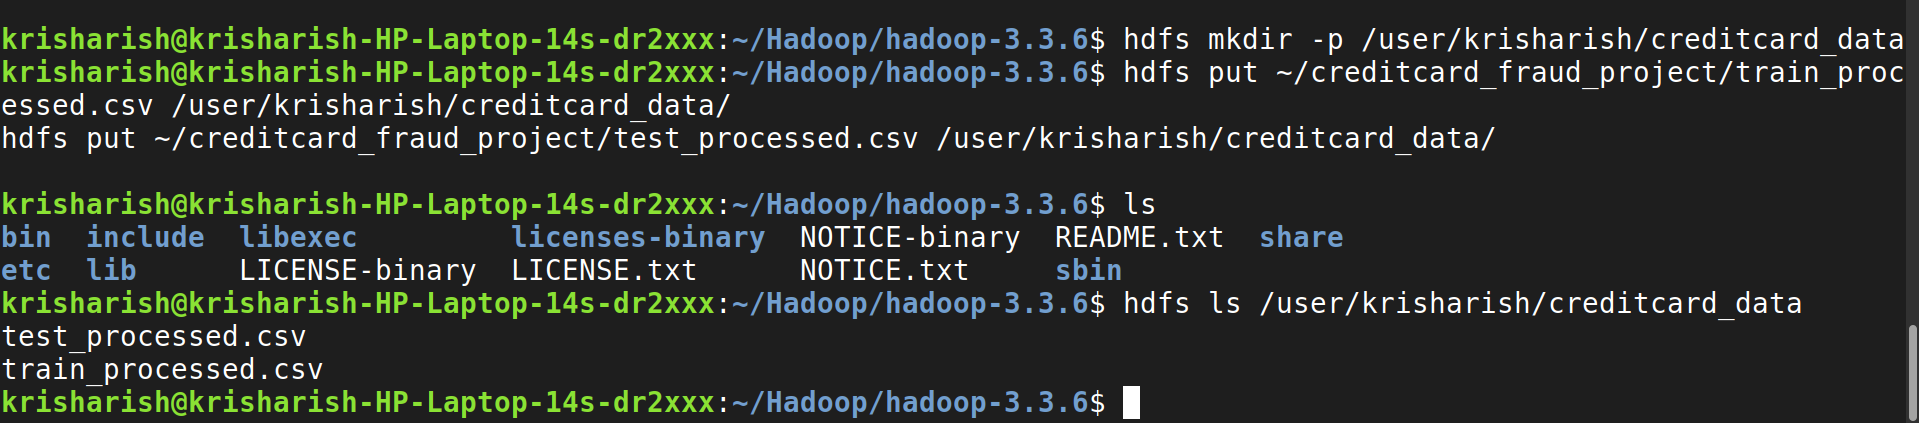 krisharish@krisharish-HP-Laptop-14s-dr2xxx:~/Hadoop/hadoop-3.3.6$ hdfs mkdir -p /user/krisharish/creditcard_data
krisharish@krisharish-HP-Laptop-14s-dr2xxx:~/Hadoop/hadoop-3.3.6$ hdfs put ~/creditcard_fraud_project/train_proc
essed.csv /user/krisharish/creditcard_data/
hdfs put ~/creditcard_fraud_project/test_processed.csv /user/krisharish/creditcard_data/
krisharish@krisharish-HP-Laptop-14s-dr2xxx:~/Hadoop/hadoop-3.3.6$ ls
bin  include  libexec         licenses-binary  NOTICE-binary  README.txt  share
etc  lib      LICENSE-binary  LICENSE.txt      NOTICE.txt     sbin
krisharish@krisharish-HP-Laptop-14s-dr2xxx:~/Hadoop/hadoop-3.3.6$ hdfs ls /user/krisharish/creditcard_data
test_processed.csv
train_processed.csv
krisharish@krisharish-HP-Laptop-14s-dr2xxx:~/Hadoop/hadoop-3.3.6$